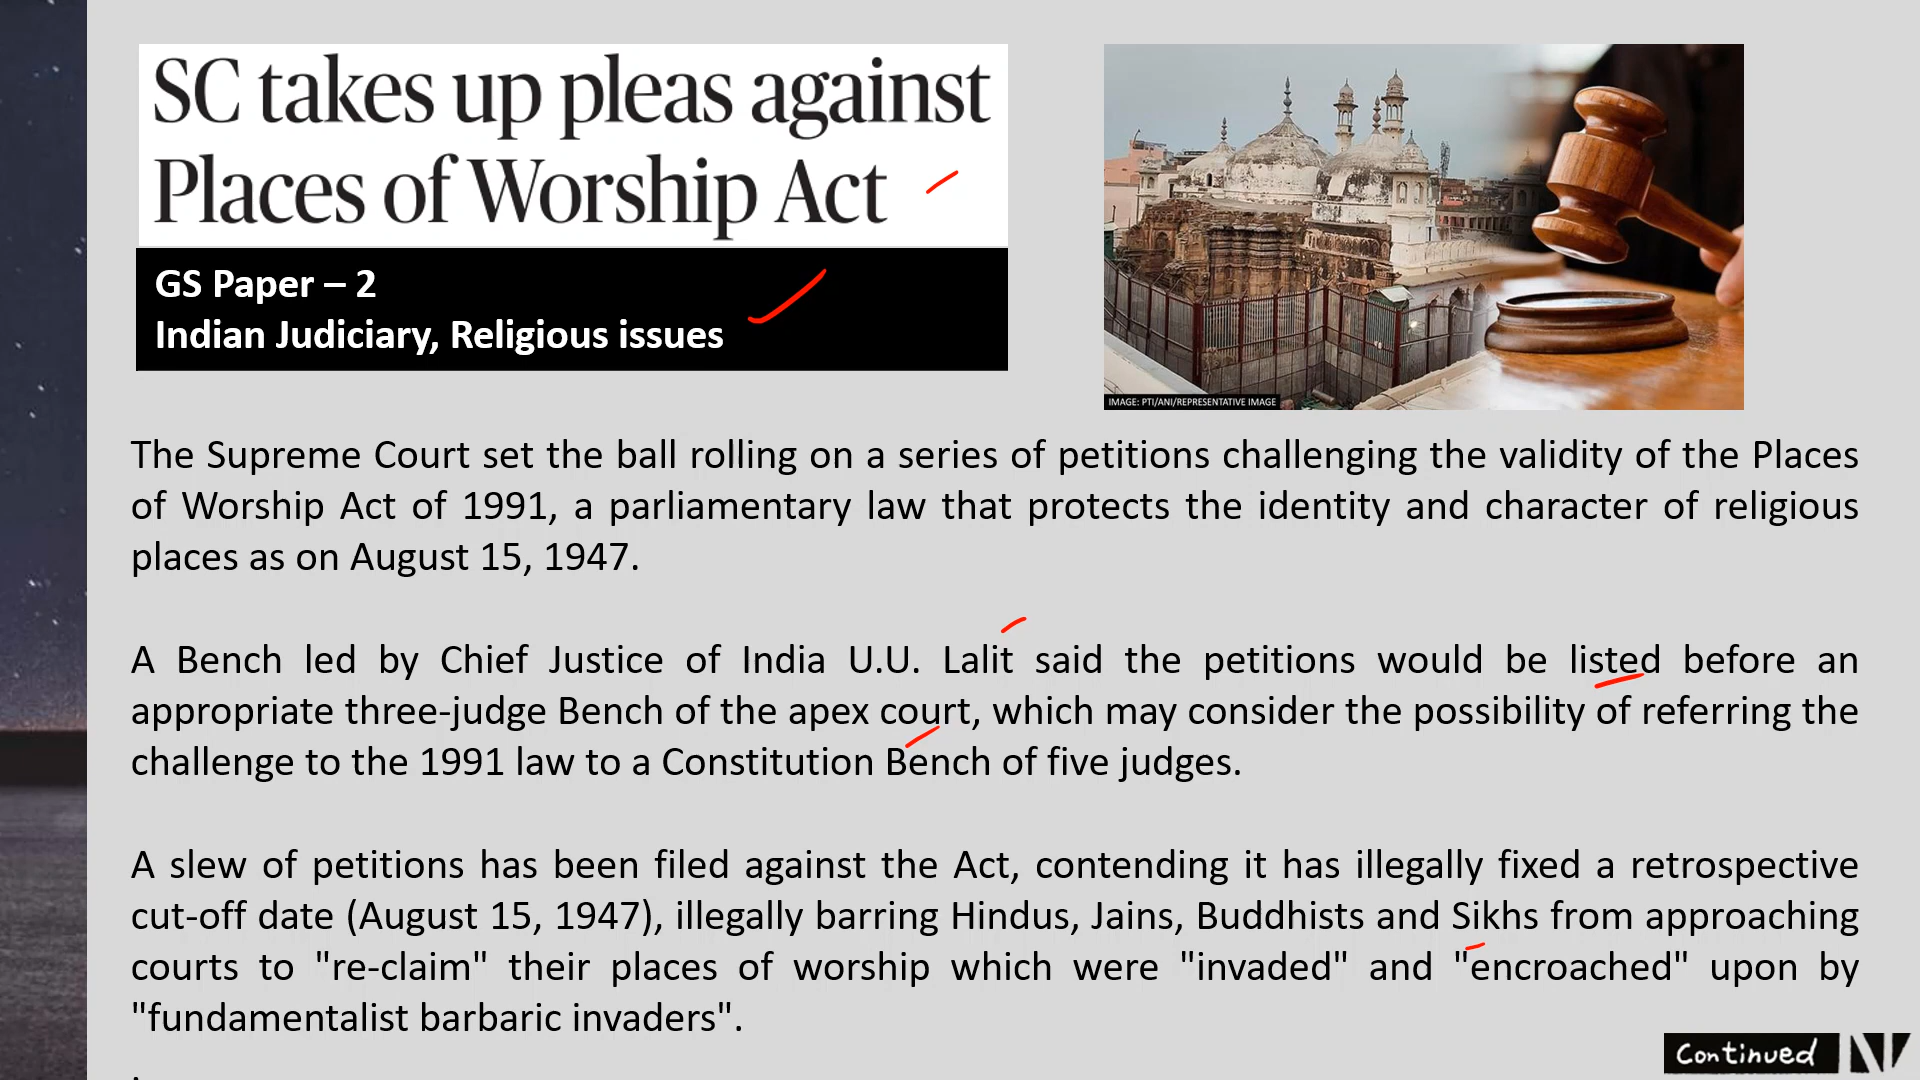 SC takes up pleas against
Places of Worship Act
GS Paper – 2
Indian Judiciary, Religious issues
IMAGE: PTI/ANI/REPRESENTATIVE IMAGE
The Supreme Court set the ball rolling on a series of petitions challenging the validity of the Places
of Worship Act of 1991, a parliamentary law that protects the identity and character of religious
places as on August 15, 1947.
A Bench led by Chief Justice of India U.U. Lalit said the petitions would be listed before an
appropriate three-judge Bench of the apex court, which may consider the possibility of referring the
challenge to the 1991 law to a Constitution Bench of five judges.
A slew of petitions has been filed against the Act, contending it has illegally fixed a retrospective
cut-off date (August 15, 1947), illegally barring Hindus, Jains, Buddhists and Sikhs from approaching
courts to "re-claim" their places of worship which were "invaded" and "encroached" upon by
"fundamentalist barbaric invaders".
.
Continued